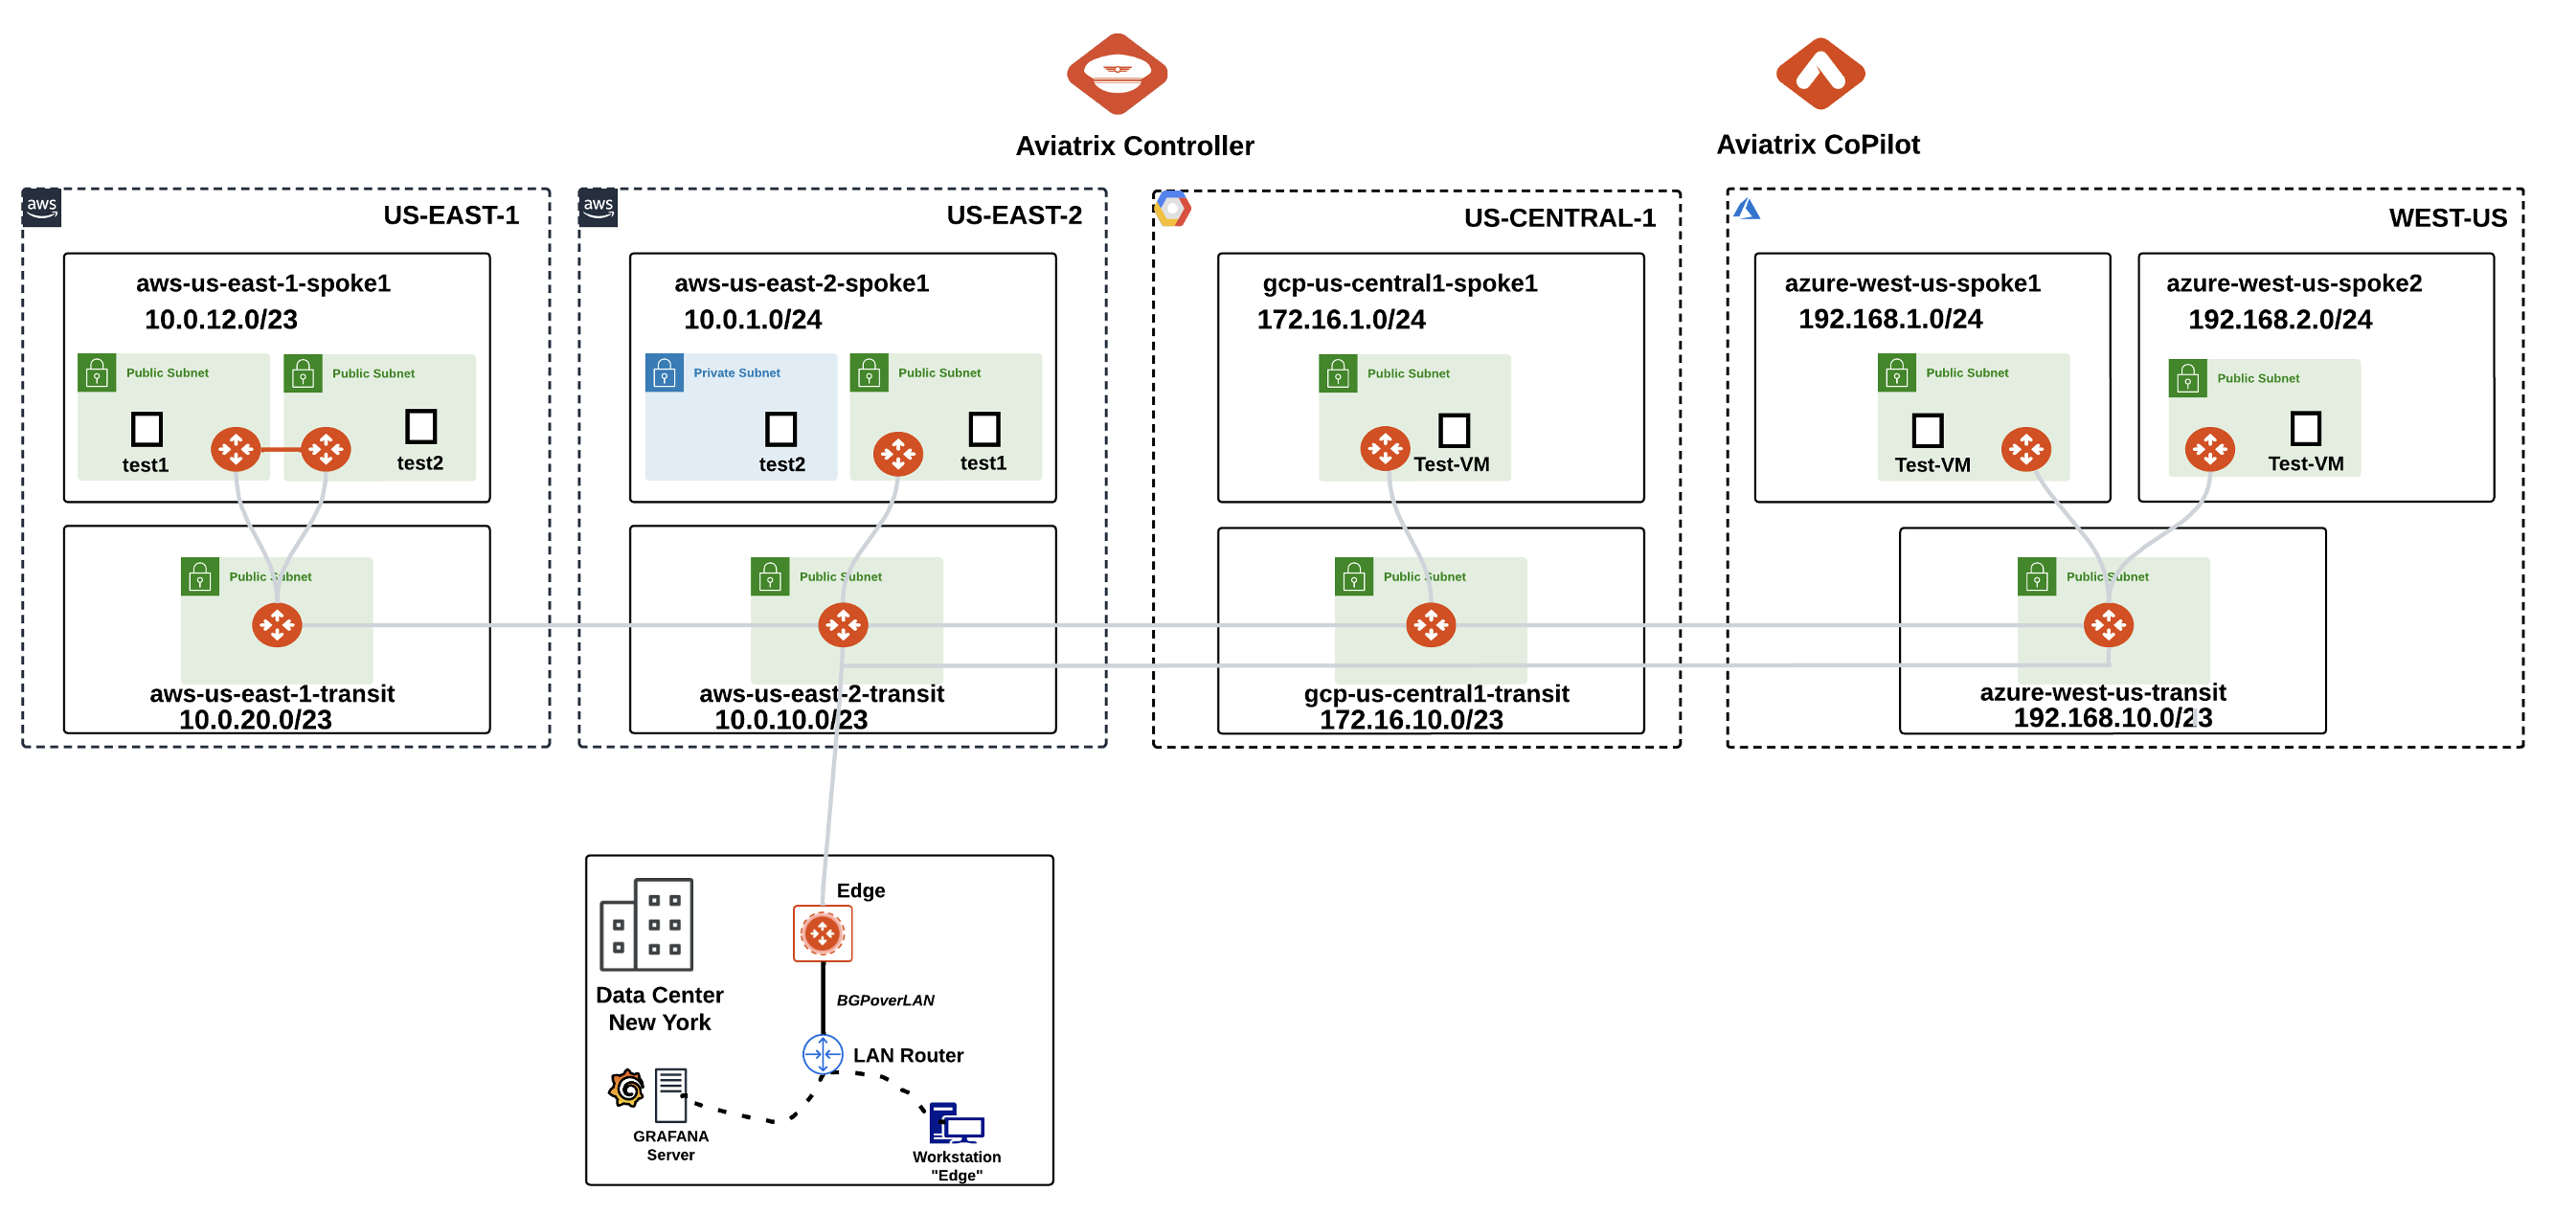 Aviatrix Controller
Aviatrix CoPilot
aws
US-EAST-1
aws-us-east-1-spoke1
10.0.12.0/23
Public Subnet
test1
Public Subnet
test2
Public Subnet
aws-us-east-1-transit
10.0.20.0/23
aws
US-EAST-2
aws-us-east-2-spoke1
10.0.1.0/24
Private Subnet
test2
Public Subnet
test1
Public Subnet
aws-us-east-2-transit
10.0.10.0/23
US-CENTRAL-1
gcp-us-central1-spoke1
172.16.1.0/24
Public Subnet
Test-VM
Public Subnet
gcp-us-central1-transit
172.16.10.0/23
WEST-US
azure-west-us-spoke1
192.168.1.0/24
Public Subnet
Test-VM
azure-west-us-spoke2
192.168.2.0/24
Public Subnet
Test-VM
Public Subnet
azure-west-us-transit
192.168.10.0/23
Edge
Data Center
New York
BGPoverLAN
LAN Router
GRAFANA
Server
Workstation
"Edge"